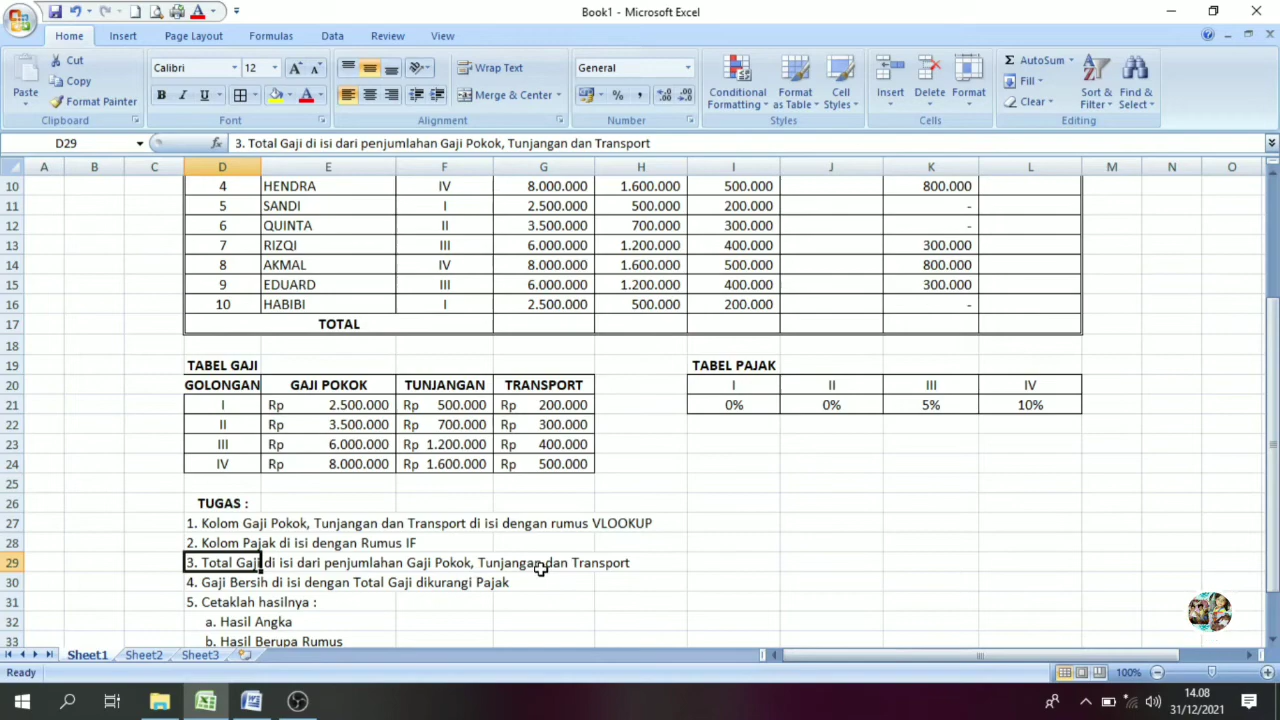 Book1 - Microsoft Excel
Home Insert Page Layout Formulas Data Review View
Paste
Cut
Copy
Format Painter
Clipboard
Calibri 12
B I U
Font
Wrap Text
Merge & Center
Alignment
General
% ,
Number
Conditional Formatting
Format as Table
Cell Styles
Styles
Insert Delete Format
Cells
AutoSum
Fill
Clear
Sort & Filter
Find & Select
Editing
D29 fx 3. Total Gaji di isi dari penjumlahan Gaji Pokok, Tunjangan dan Transport
A B C D E F G H I J K L M N O
10 4 HENDRA IV 8.000.000 1.600.000 500.000 800.000
11 5 SANDI I 2.500.000 500.000 200.000 -
12 6 QUINTA II 3.500.000 700.000 300.000 -
13 7 RIZQI III 6.000.000 1.200.000 400.000 300.000
14 8 AKMAL IV 8.000.000 1.600.000 500.000 800.000
15 9 EDUARD III 6.000.000 1.200.000 400.000 300.000
16 10 HABIBI I 2.500.000 500.000 200.000 -
17 TOTAL
18
19 TABEL GAJI TABEL PAJAK
20 GOLONGAN GAJI POKOK TUNJANGAN TRANSPORT I II III IV
21 I Rp 2.500.000 Rp 500.000 Rp 200.000 0% 0% 5% 10%
22 II Rp 3.500.000 Rp 700.000 Rp 300.000
23 III Rp 6.000.000 Rp 1.200.000 Rp 400.000
24 IV Rp 8.000.000 Rp 1.600.000 Rp 500.000
25
26 TUGAS :
27 1. Kolom Gaji Pokok, Tunjangan dan Transport di isi dengan rumus VLOOKUP
28 2. Kolom Pajak di isi dengan Rumus IF
29 3. Total Gaji di isi dari penjumlahan Gaji Pokok, Tunjangan dan Transport
30 4. Gaji Bersih di isi dengan Total Gaji dikurangi Pajak
31 5. Cetaklah hasilnya :
32 a. Hasil Angka
33 b. Hasil Berupa Rumus
Sheet1 Sheet2 Sheet3
Ready 100%
14.08
31/12/2021